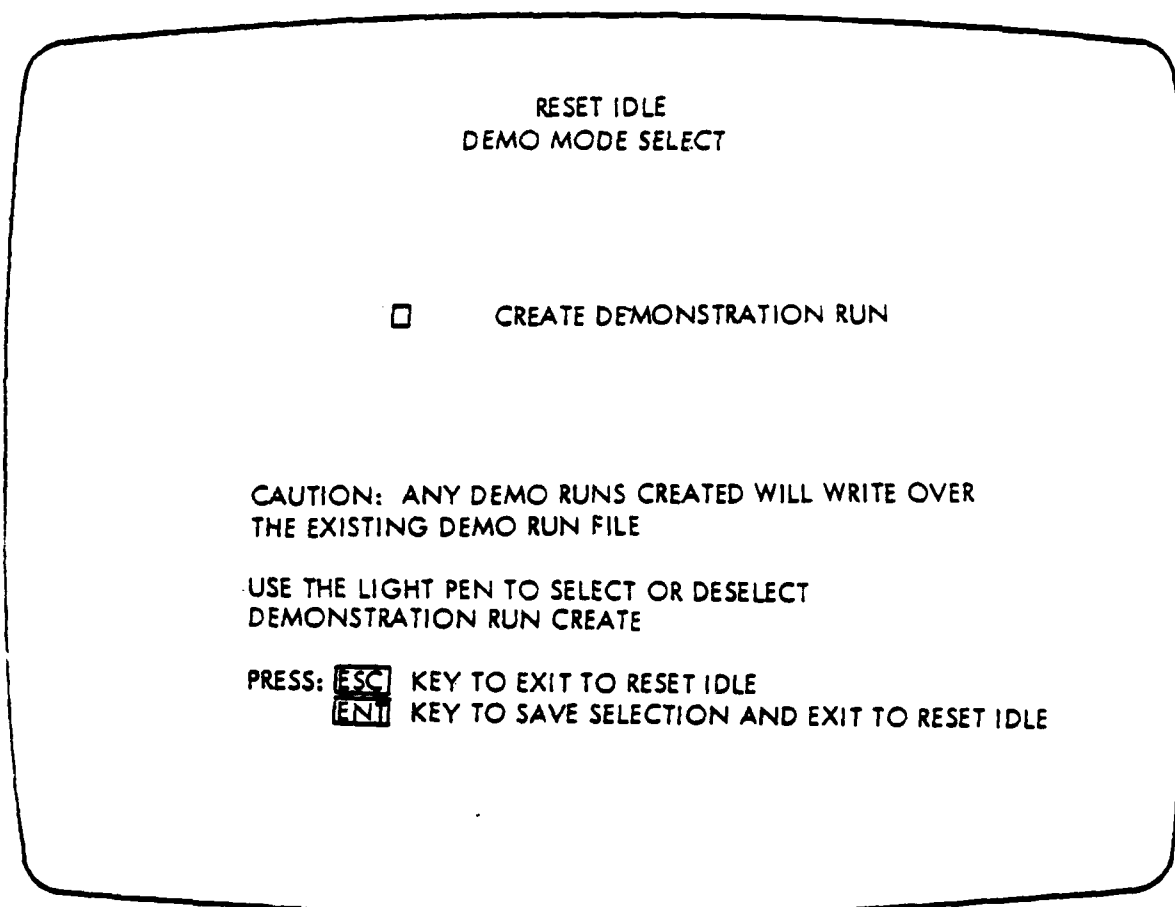 RESET IDLE
DEMO MODE SELECT
CREATE DEMONSTRATION RUN
CAUTION: ANY DEMO RUNS CREATED WILL WRITE OVER
THE EXISTING DEMO RUN FILE
USE THE LIGHT PEN TO SELECT OR DESELECT
DEMONSTRATION RUN CREATE
PRESS: ESC KEY TO EXIT TO RESET IDLE
ENT KEY TO SAVE SELECTION AND EXIT TO RESET IDLE